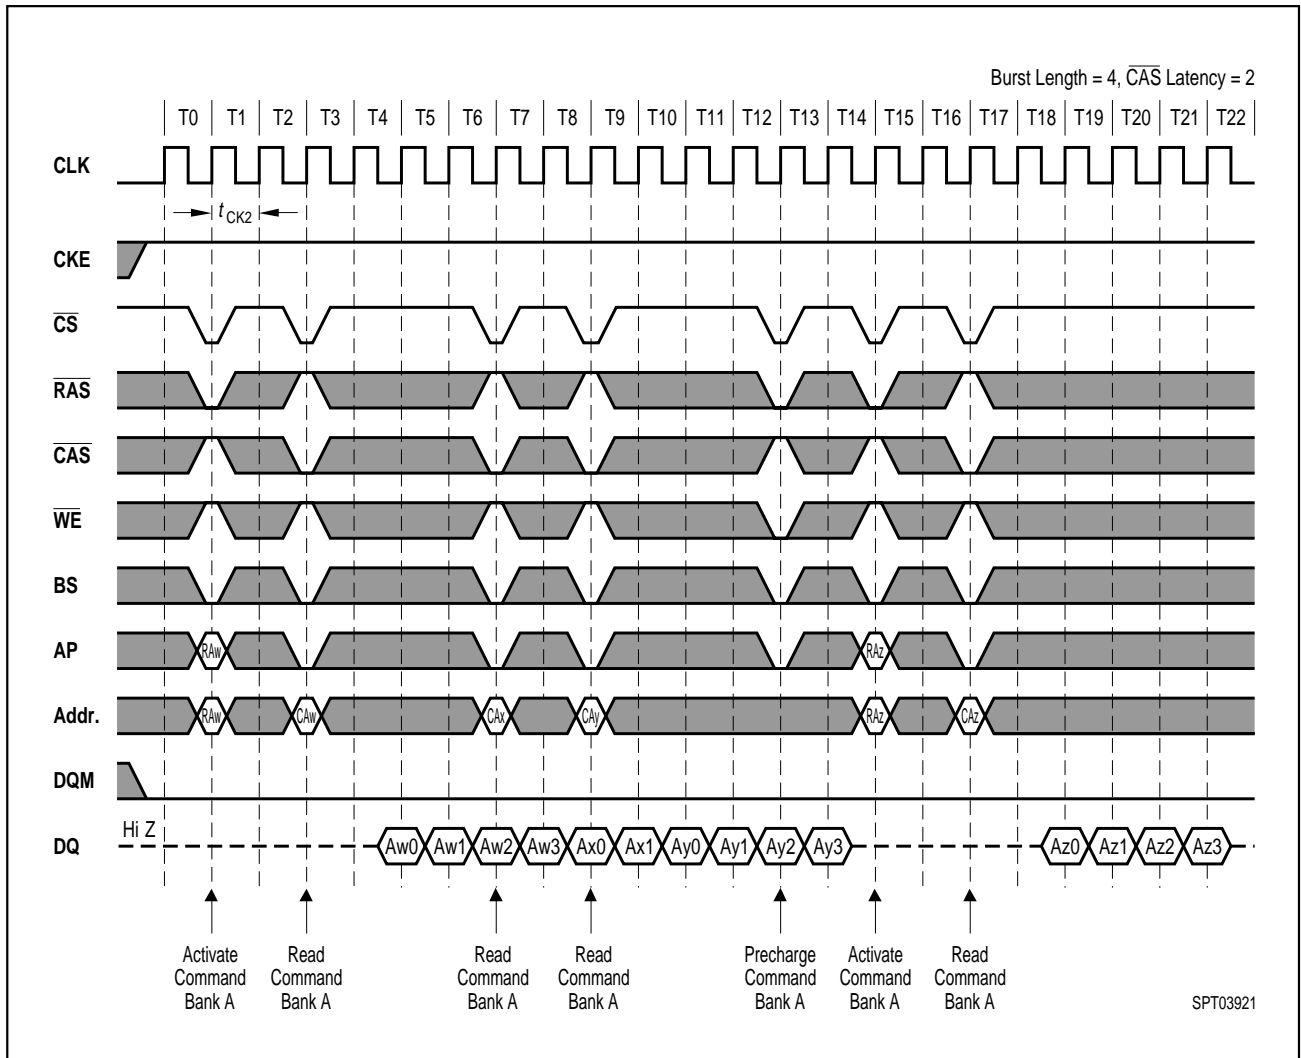 Burst Length = 4, CAS Latency = 2
T0 T1 T2 T3 T4 T5 T6 T7 T8 T9 T10 T11 T12 T13 T14 T15 T16 T17 T18 T19 T20 T21 T22
CLK
t CK2
CKE
CS
RAS
CAS
WE
BS
AP RAw RAz
Addr. RAw CAw CAx CAy RAz CAz
DQM
Hi Z
DQ Aw0 Aw1 Aw2 Aw3 Ax0 Ax1 Ay0 Ay1 Ay2 Ay3 Az0 Az1 Az2 Az3
Activate Read Read Read Precharge Activate Read
Command Command Command Command Command Command Command
Bank A Bank A Bank A Bank A Bank A Bank A Bank A
SPT03921